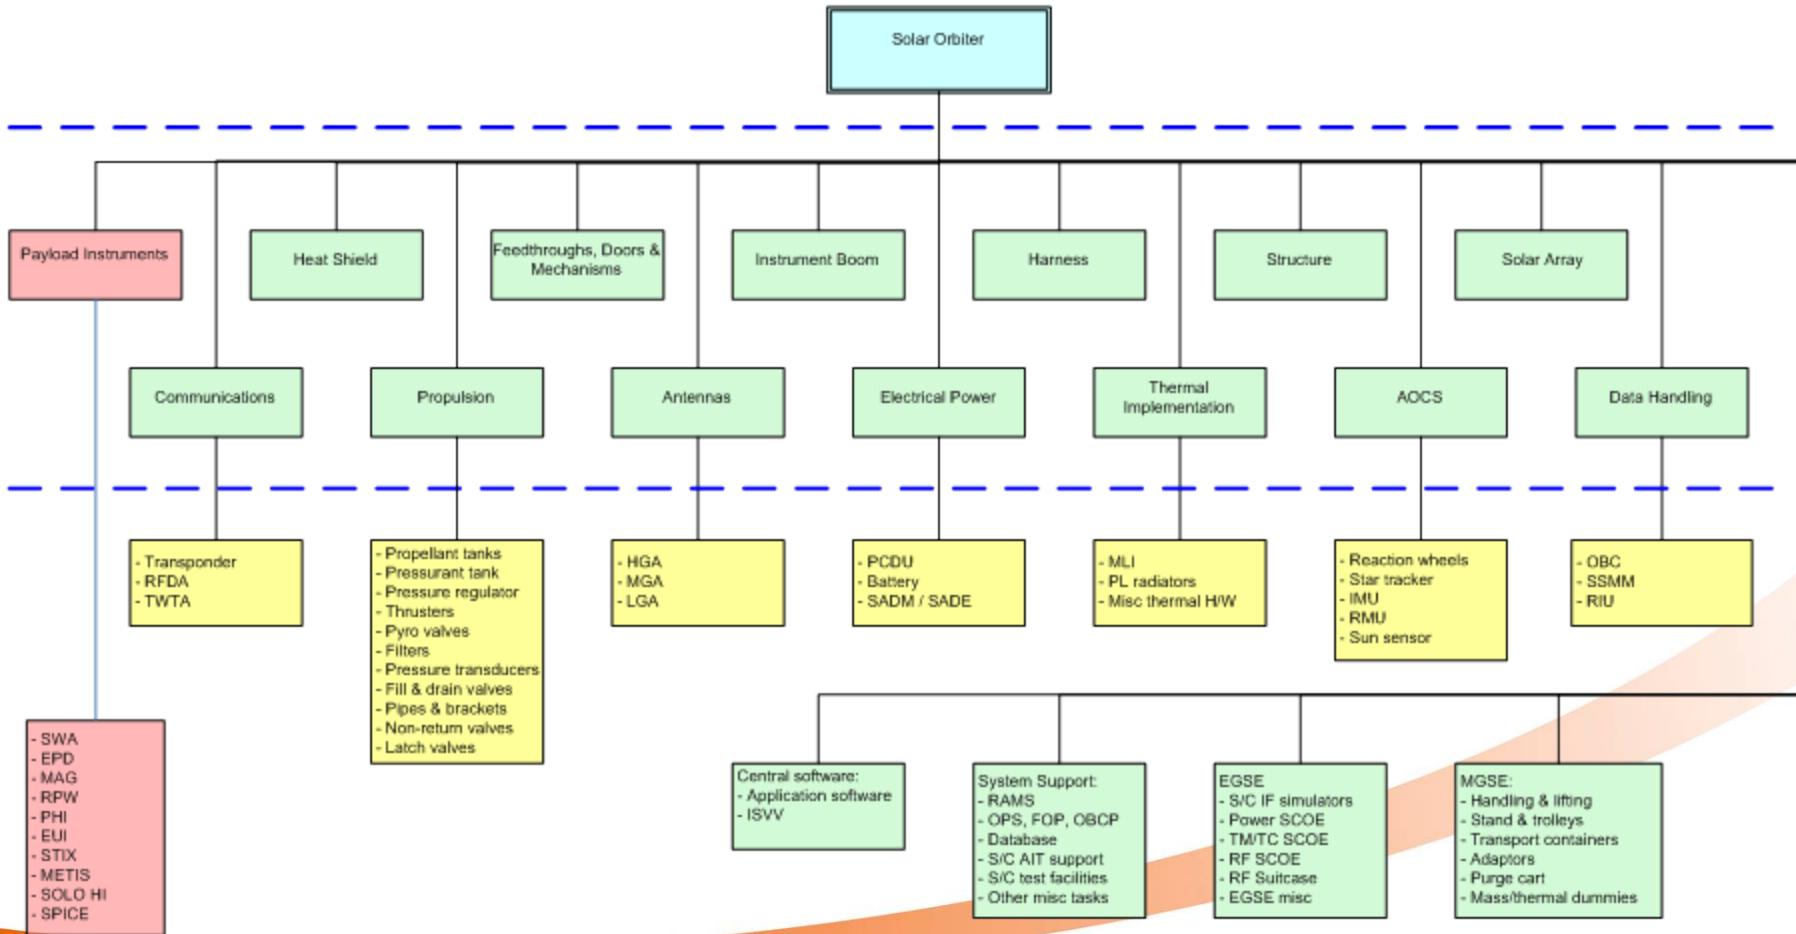 Solar Orbiter
Payload Instruments
Heat Shield
Feedthroughs, Doors &
Mechanisms
Instrument Boom
Harness
Structure
Solar Array
Communications
Propulsion
Antennas
Electrical Power
Thermal
Implementation
AOCS
Data Handling
- Transponder
- RFDA
- TWTA
- Propellant tanks
- Pressurant tank
- Pressure regulator
- Thrusters
- Pyro valves
- Filters
- Pressure transducers
- Fill & drain valves
- Pipes & brackets
- Non-return valves
- Latch valves
- HGA
- MGA
- LGA
- PCDU
- Battery
- SADM / SADE
- MLI
- PL radiators
- Misc thermal H/W
- Reaction wheels
- Star tracker
- IMU
- RMU
- Sun sensor
- OBC
- SSMM
- RIU
- SWA
- EPD
- MAG
- RPW
- PHI
- EUI
- STIX
- METIS
- SOLO HI
- SPICE
Central software:
- Application software
- ISVV
System Support:
- RAMS
- OPS, FOP, OBCP
- Database
- S/C AIT support
- S/C test facilities
- Other misc tasks
EGSE
- S/C IF simulators
- Power SCOE
- TM/TC SCOE
- RF SCOE
- RF Suitcase
- EGSE misc
MGSE:
- Handling & lifting
- Stand & trolleys
- Transport containers
- Adaptors
- Purge cart
- Mass/thermal dummies